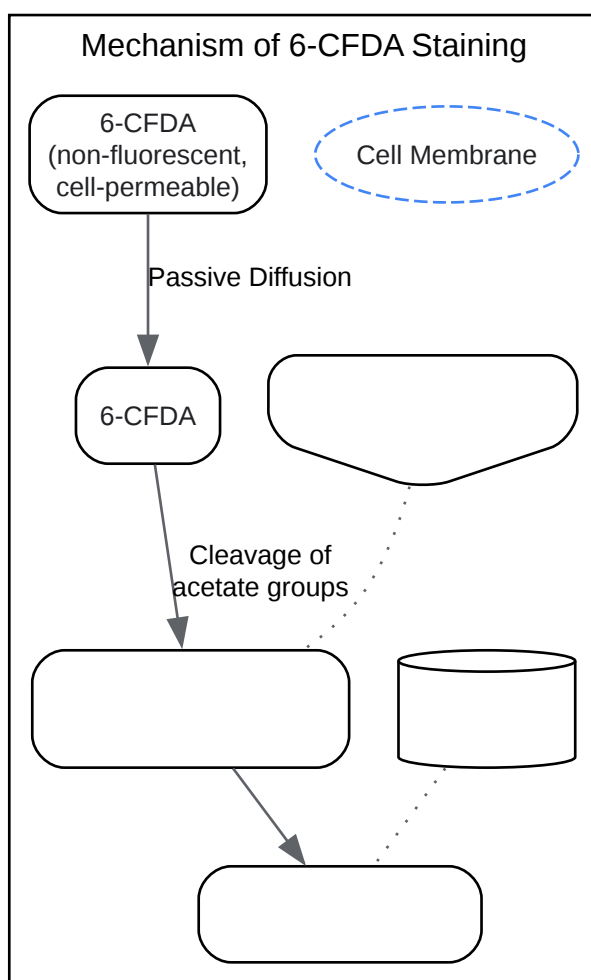 Mechanism of 6-CFDA Staining
6-CFDA
(non-fluorescent,
cell-permeable)
Cell Membrane
Passive Diffusion
6-CFDA
Cleavage of
acetate groups